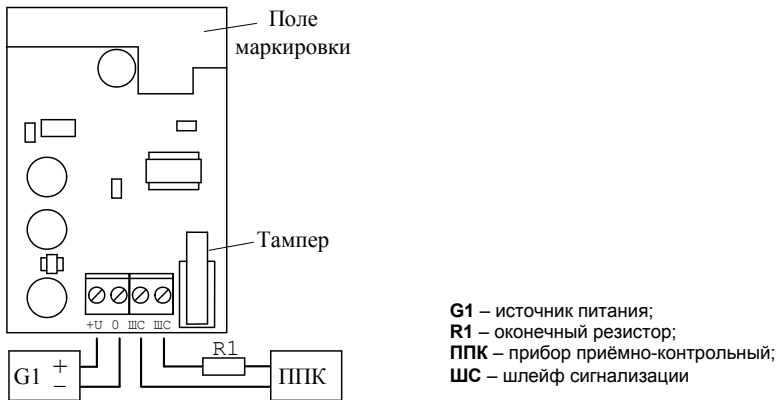 Поле
маркировки
Тампер
+U 0 ШС ШС
R1
G1 + −
ППК
G1 – источник питания;
R1 – оконечный резистор;
ППК – прибор приёмно-контрольный;
ШС – шлейф сигнализации